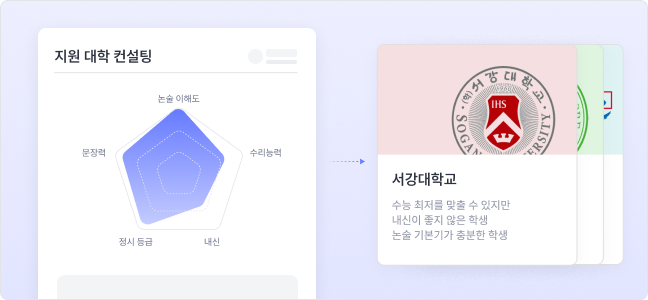 지원 대학 컨설팅
논술 이해도
문장력
수리능력
정시 등급
내신
(학)서강대학교
IHS
SOGAN
VERSITY
서강대학교
수능 최저를 맞출 수 있지만
내신이 좋지 않은 학생
논술 기본기가 충분한 학생